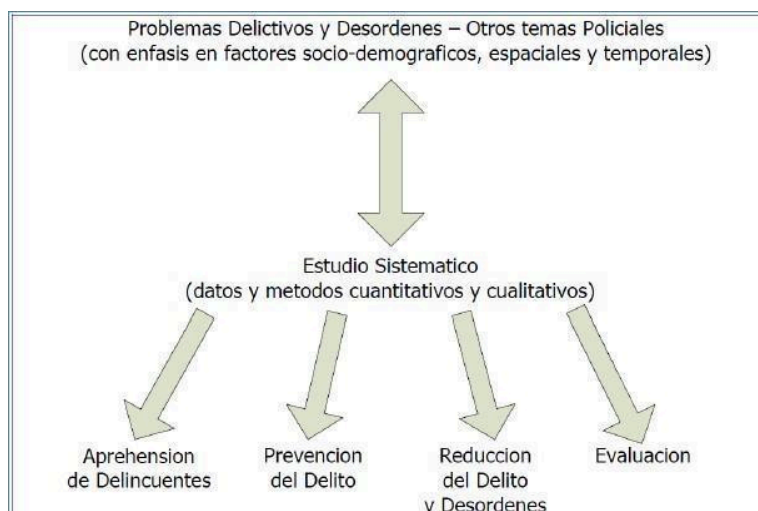 Problemas Delictivos y Desordenes – Otros temas Policiales
(con enfasis en factores socio-demograficos, espaciales y temporales)
Estudio Sistematico
(datos y metodos cuantitativos y cualitativos)
Aprehension
de Delincuentes
Prevencion
del Delito
Reduccion
del Delito
y Desordenes
Evaluacion